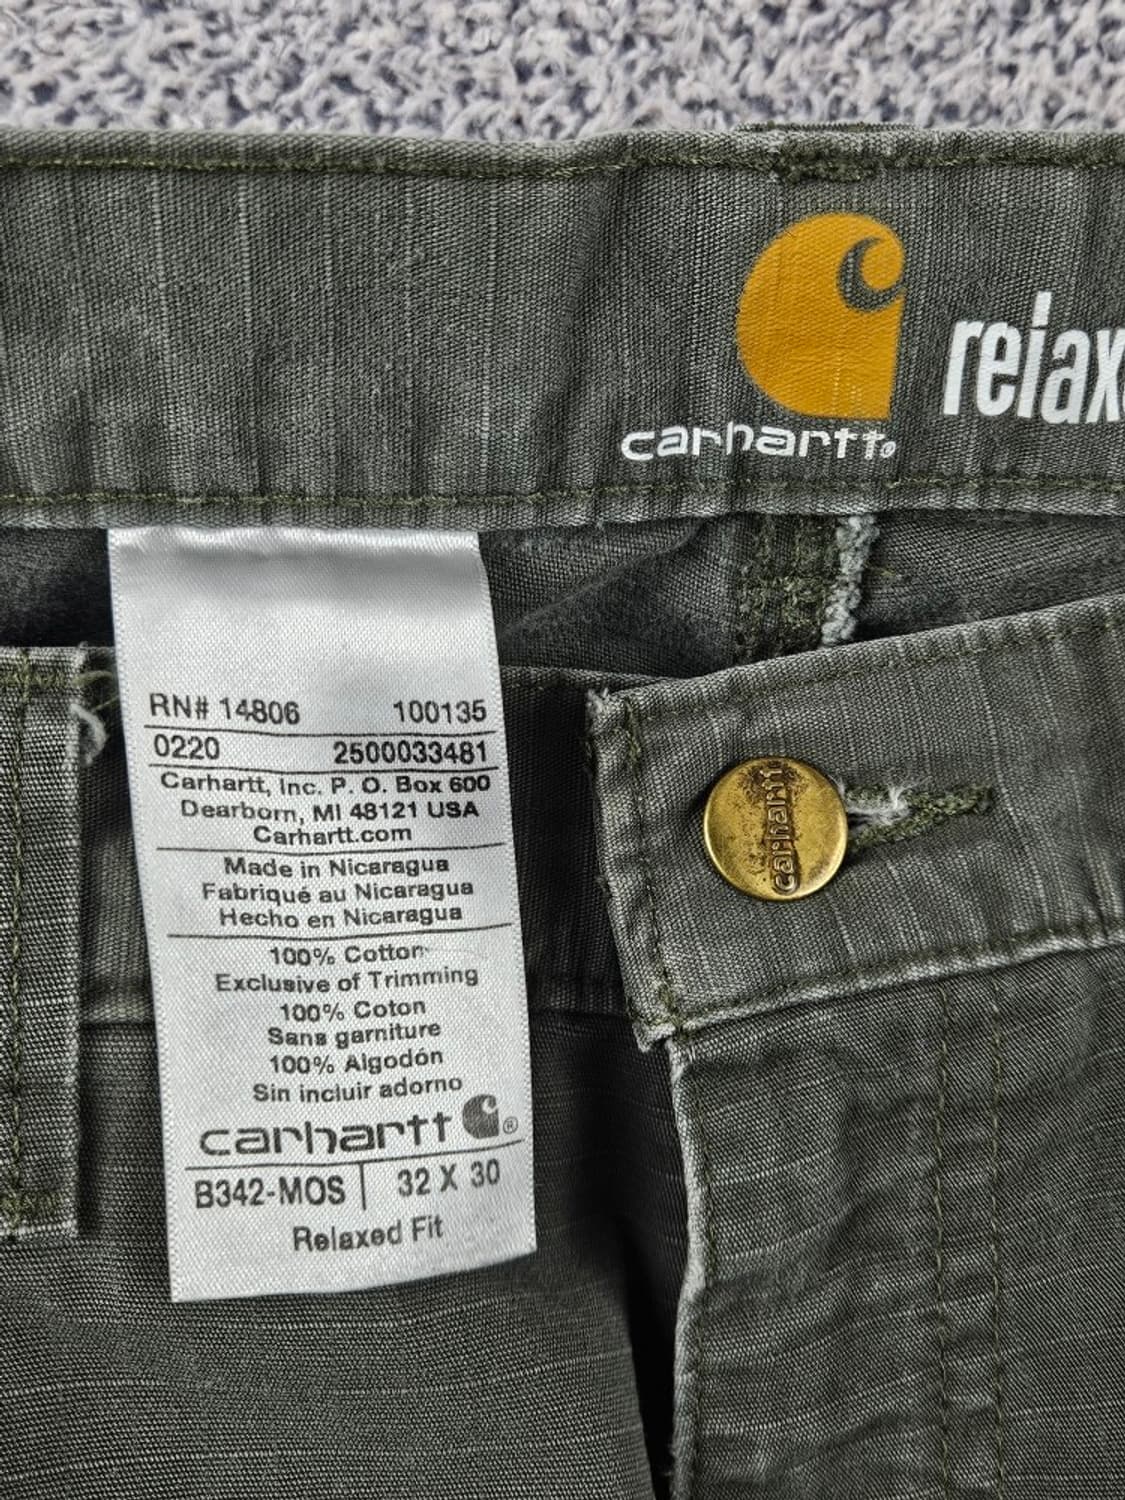 carhartt®
relax
RN# 14806 100135
0220 2500033481
Carhartt, Inc. P. O. Box 600
Dearborn, MI 48121 USA
Carhartt.com
Made in Nicaragua
Fabriqué au Nicaragua
Hecho en Nicaragua
100% Cotton
Exclusive of Trimming
100% Coton
Sans garniture
100% Algodón
Sin incluir adorno
carhartt ®
B342-MOS | 32 X 30
Relaxed Fit
carhartt